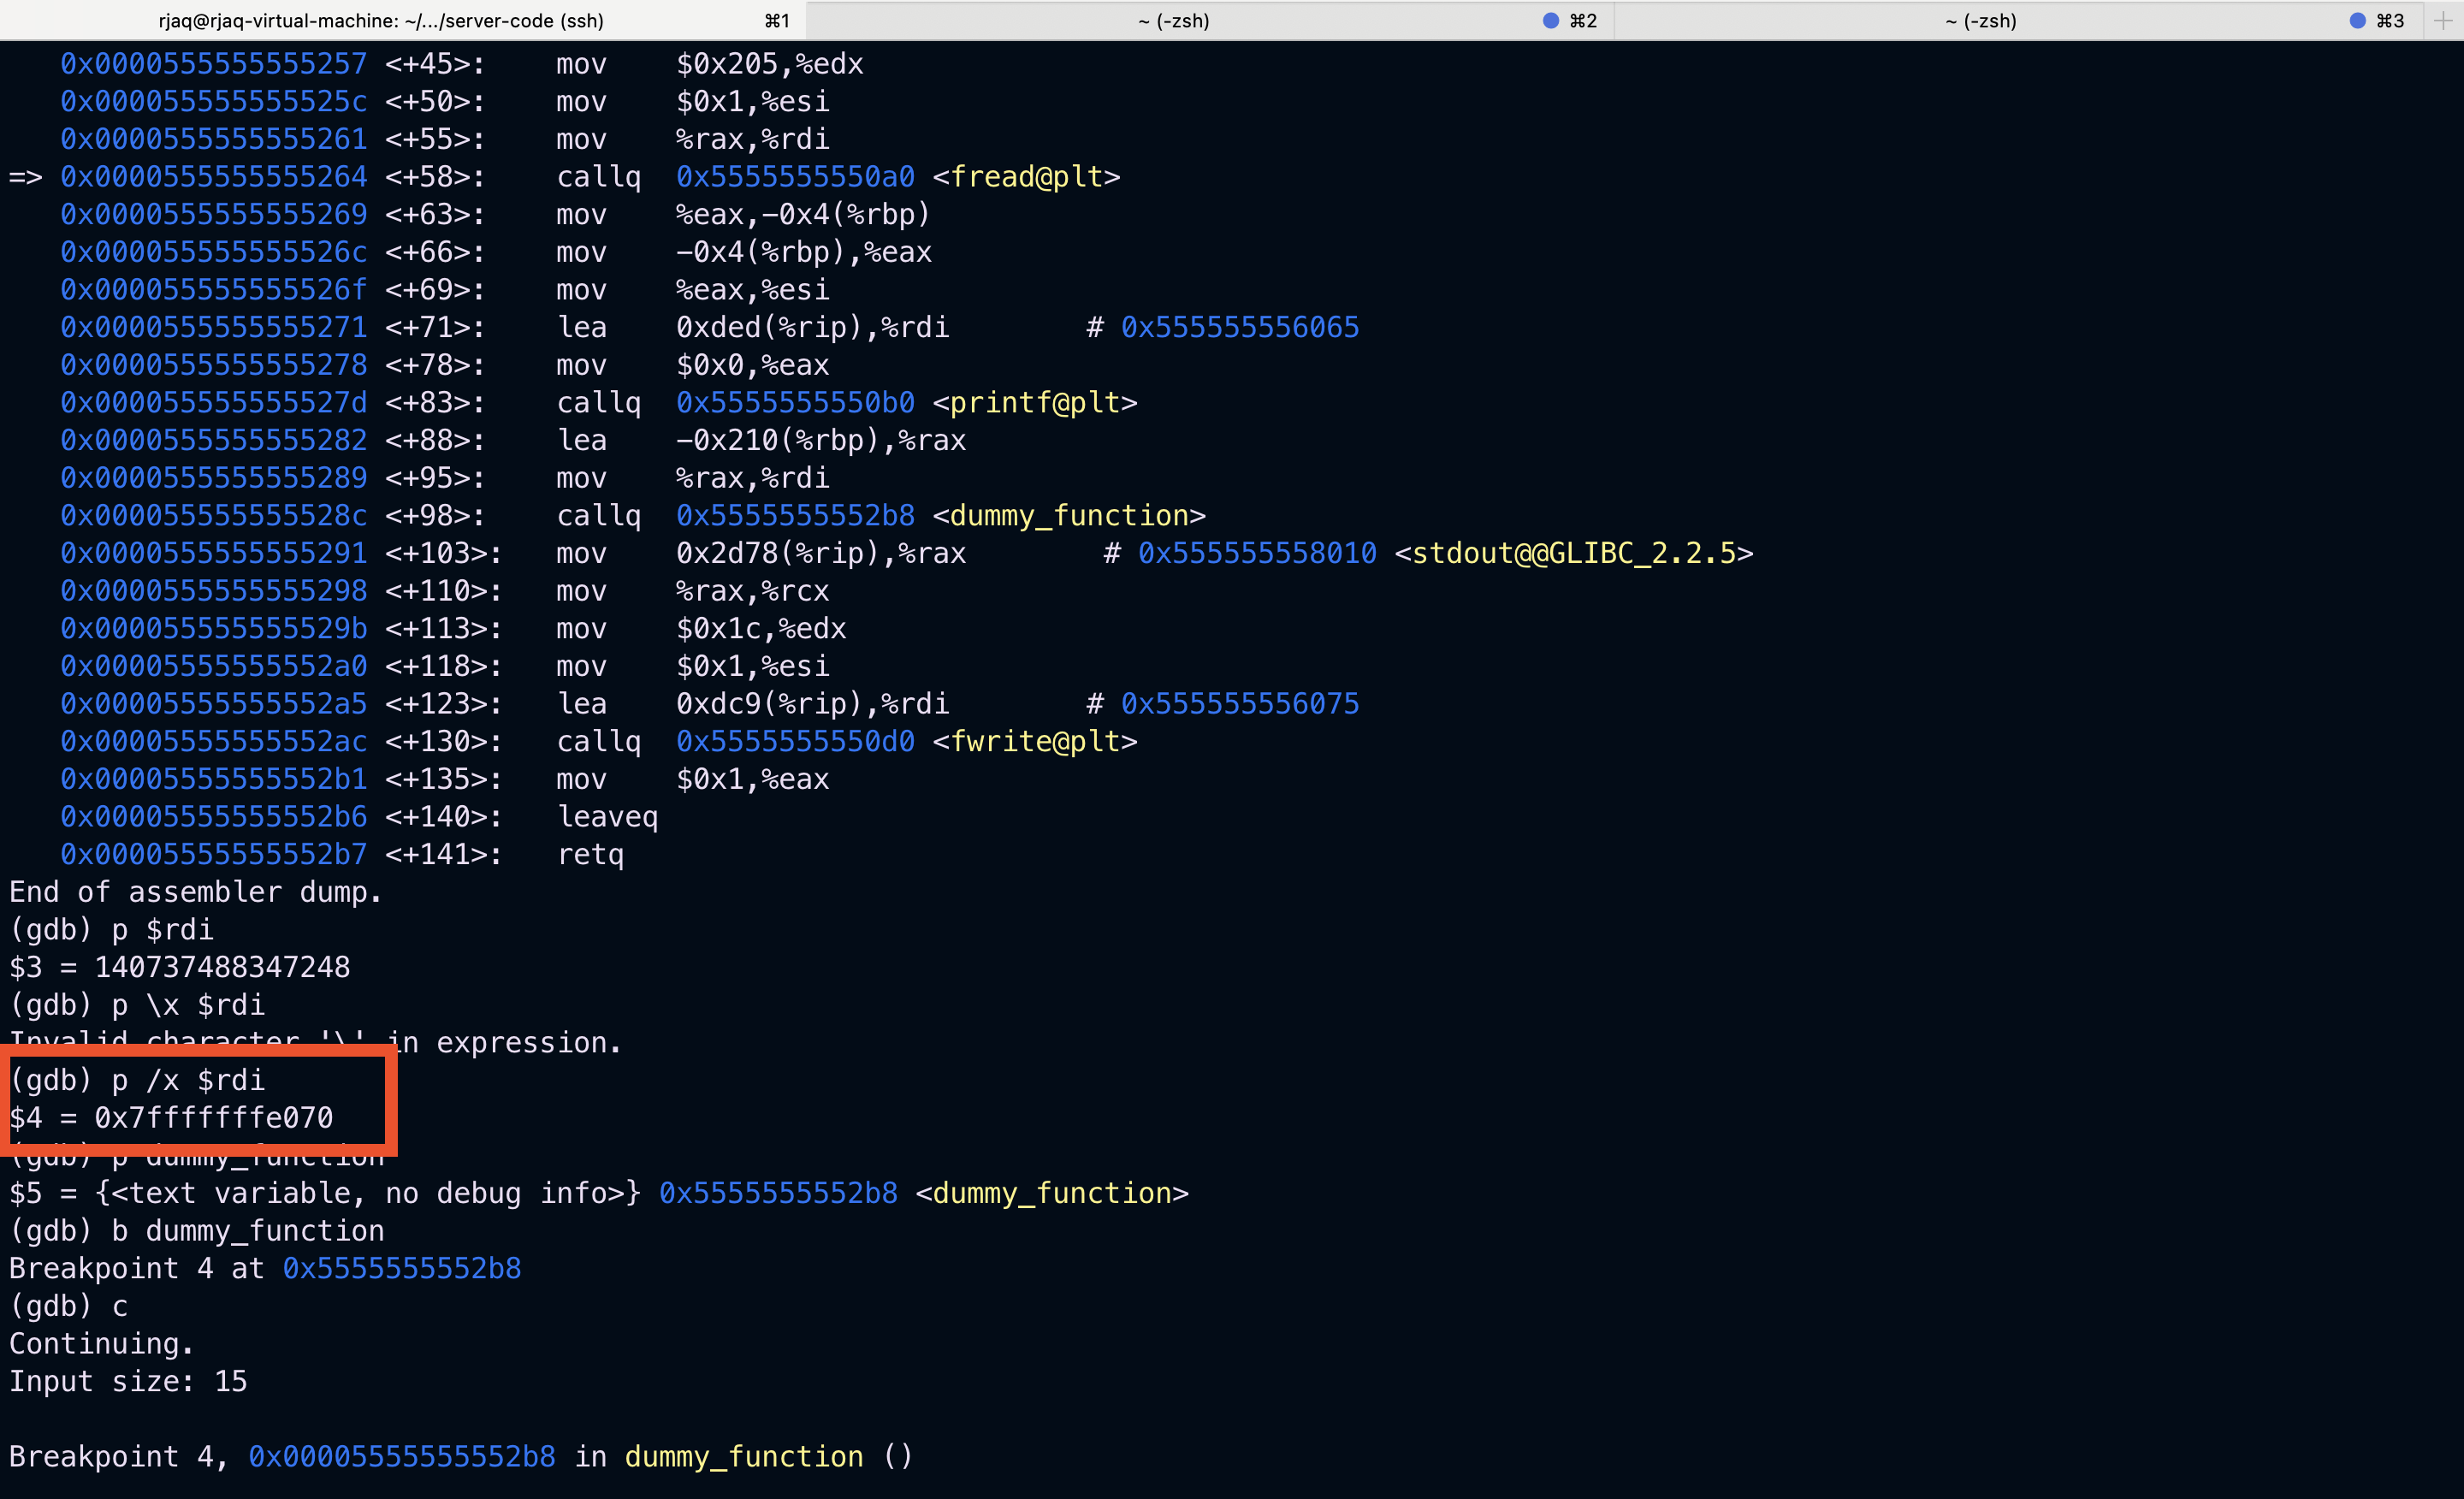 rjaq@rjaq-virtual-machine: ~/.../server-code (ssh) ⌘1 ~ (-zsh) ⌘2 ~ (-zsh) ⌘3
0x0000555555555257 <+45>: mov $0x205,%edx
0x000055555555525c <+50>: mov $0x1,%esi
0x0000555555555261 <+55>: mov %rax,%rdi
=> 0x0000555555555264 <+58>: callq 0x5555555550a0 <fread@plt>
0x0000555555555269 <+63>: mov %eax,-0x4(%rbp)
0x000055555555526c <+66>: mov -0x4(%rbp),%eax
0x000055555555526f <+69>: mov %eax,%esi
0x0000555555555271 <+71>: lea 0xded(%rip),%rdi # 0x555555556065
0x0000555555555278 <+78>: mov $0x0,%eax
0x000055555555527d <+83>: callq 0x5555555550b0 <printf@plt>
0x0000555555555282 <+88>: lea -0x210(%rbp),%rax
0x0000555555555289 <+95>: mov %rax,%rdi
0x000055555555528c <+98>: callq 0x5555555552b8 <dummy_function>
0x0000555555555291 <+103>: mov 0x2d78(%rip),%rax # 0x555555558010 <stdout@@GLIBC_2.2.5>
0x0000555555555298 <+110>: mov %rax,%rcx
0x000055555555529b <+113>: mov $0x1c,%edx
0x00005555555552a0 <+118>: mov $0x1,%esi
0x00005555555552a5 <+123>: lea 0xdc9(%rip),%rdi # 0x555555556075
0x00005555555552ac <+130>: callq 0x5555555550d0 <fwrite@plt>
0x00005555555552b1 <+135>: mov $0x1,%eax
0x00005555555552b6 <+140>: leaveq
0x00005555555552b7 <+141>: retq
End of assembler dump.
(gdb) p $rdi
$3 = 140737488347248
(gdb) p \x $rdi
Invalid character '\' in expression.
(gdb) p /x $rdi
$4 = 0x7fffffffe070
(gdb) p dummy_function
$5 = {<text variable, no debug info>} 0x5555555552b8 <dummy_function>
(gdb) b dummy_function
Breakpoint 4 at 0x5555555552b8
(gdb) c
Continuing.
Input size: 15
Breakpoint 4, 0x00005555555552b8 in dummy_function ()